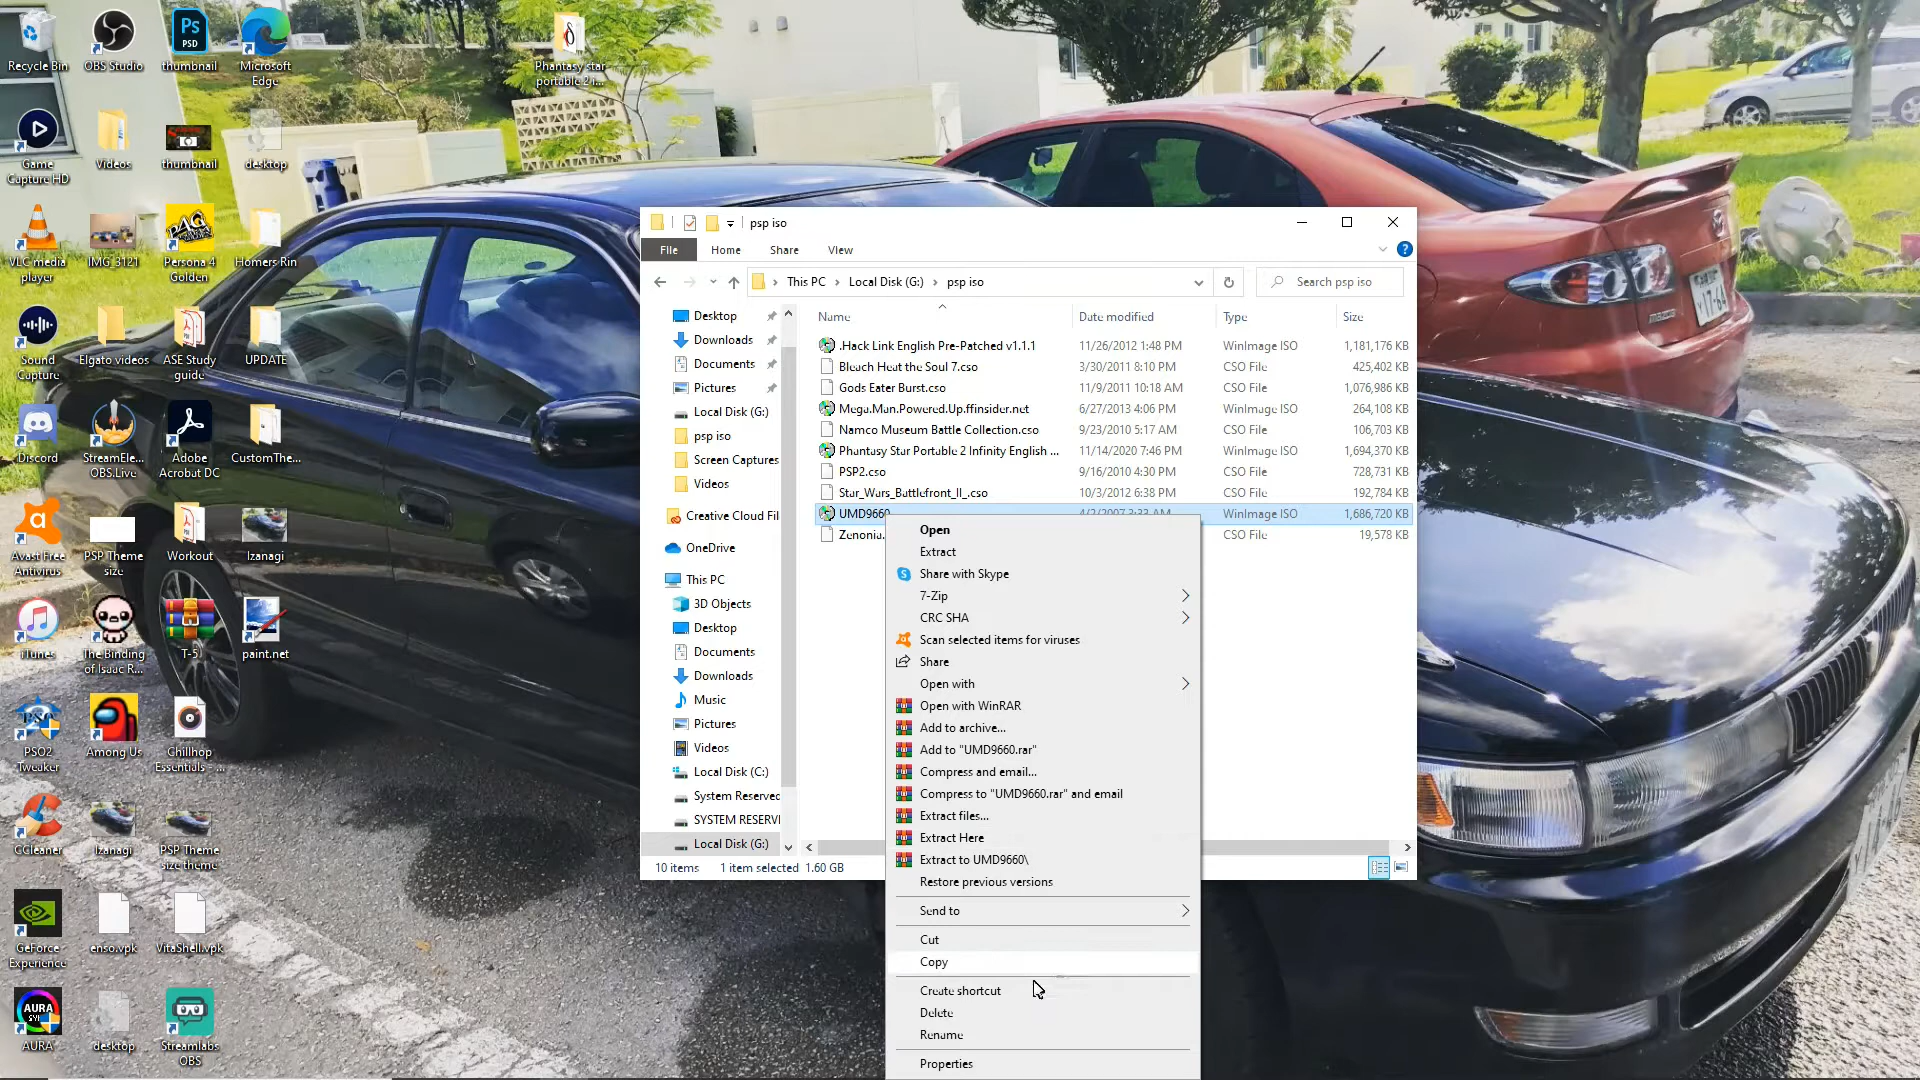 Recycle Bin
OBS Studio
thumbnail
Microsoft
Edge
Phantasy star
portable 2 i...
Game
Capture HD
Videos
thumbnail
desktop
VLC media
player
IMG_3121
Persona 4
Golden
Homers Rin
Sound
Capture
Elgato videos
ASE Study
guide
UPDATE
Discord
StreamEle...
OBS.Live
Adobe
Acrobat DC
CustomThe...
Avast Free
Antivirus
PSP Theme
size
Workout
Izanagi
iTunes
The Binding
of Isaac R...
T-5
paint.net
PSO2
Tweaker
Among Us
Chillhop
Essentials - ...
CCleaner
Izanagi
PSP Theme
size theme
GeForce
Experience
enso.vpk
VitaShell.vpk
AURA
desktop
Streamlabs
OBS
psp iso
File
Home
Share
View
This PC
Local Disk (G:)
psp iso
Search psp iso
Desktop
Downloads
Documents
Pictures
Local Disk (G:)
psp iso
Screen Captures
Videos
Creative Cloud Fil
OneDrive
This PC
3D Objects
Desktop
Documents
Downloads
Music
Pictures
Videos
Local Disk (C:)
System Reserved
SYSTEM RESERV
Local Disk (G:)
Name Date modified Type Size
.Hack Link English Pre-Patched v1.1.1 11/26/2012 1:48 PM WinImage ISO 1,181,176 KB
Bleach Heat the Soul 7.cso 3/30/2011 8:10 PM CSO File 425,402 KB
Gods Eater Burst.cso 11/9/2011 10:18 AM CSO File 1,076,986 KB
Mega.Man.Powered.Up.ffinsider.net 6/27/2013 4:06 PM WinImage ISO 264,108 KB
Namco Museum Battle Collection.cso 9/23/2010 5:17 AM CSO File 106,703 KB
Phantasy Star Portable 2 Infinity English ... 11/14/2020 7:46 PM WinImage ISO 1,694,370 KB
PSP2.cso 9/16/2010 4:30 PM CSO File 728,731 KB
Star_Wars_Battlefront_II_.cso 10/3/2012 6:38 PM CSO File 192,784 KB
UMD9660 4/2/2007 3:33 AM WinImage ISO 1,686,720 KB
Zenonia. CSO File 19,578 KB
Open
Extract
Share with Skype
7-Zip
CRC SHA
Scan selected items for viruses
Share
Open with
Open with WinRAR
Add to archive...
Add to "UMD9660.rar"
Compress and email...
Compress to "UMD9660.rar" and email
Extract files...
Extract Here
Extract to UMD9660\
Restore previous versions
Send to
Cut
Copy
Create shortcut
Delete
Rename
Properties
10 items
1 item selected 1.60 GB